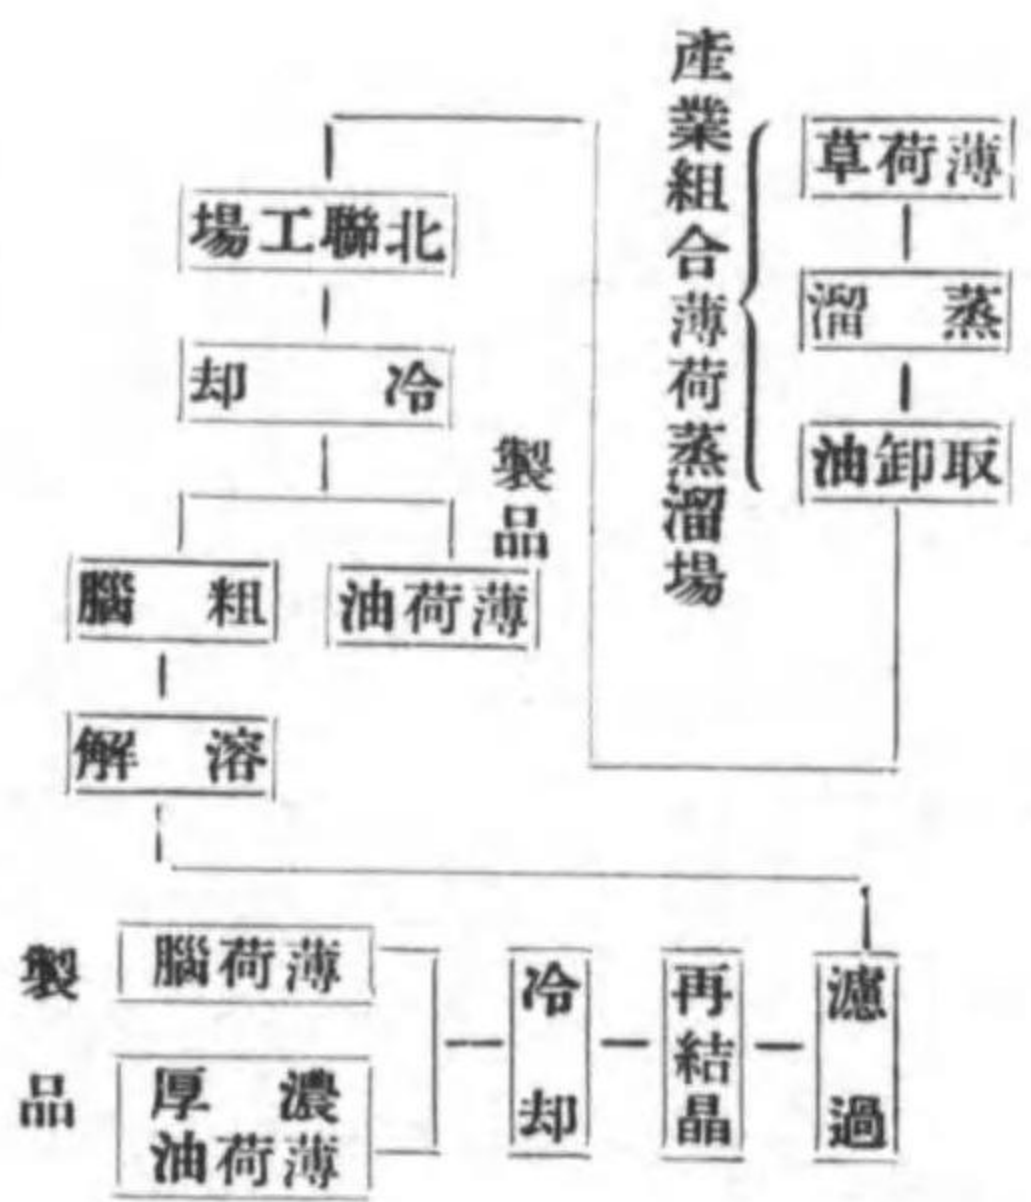 薄荷草
蒸溜
取卸油
産業組合薄荷蒸溜場
北聯工場
冷却
製品
薄荷油
粗腦
溶解
濾過
再結晶
冷却
薄荷腦
濃厚
薄荷油
製品